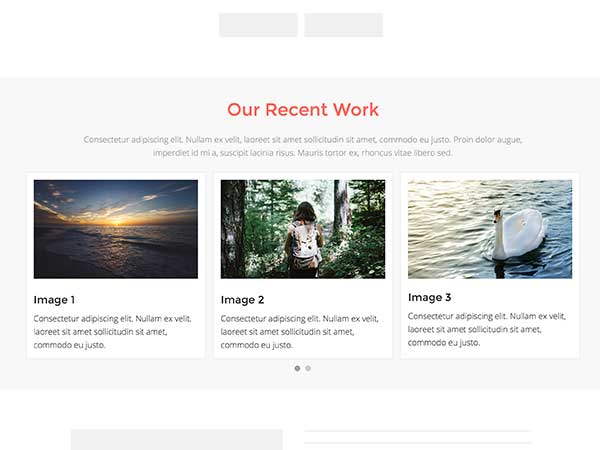 Our Recent Work
Consectetur adipiscing elit. Nullam ex velit, laoreet sit amet sollicitudin sit amet, commodo eu justo. Proin dolor augue,
imperdiet id mi a, suscipit lacinia risus. Mauris tortor ex, rhoncus vitae libero sed.
Image 1
Consectetur adipiscing elit. Nullam ex velit,
laoreet sit amet sollicitudin sit amet,
commodo eu justo.
Image 2
Consectetur adipiscing elit. Nullam ex velit,
laoreet sit amet sollicitudin sit amet,
commodo eu justo.
Image 3
Consectetur adipiscing elit. Nullam ex velit,
laoreet sit amet sollicitudin sit amet,
commodo eu justo.